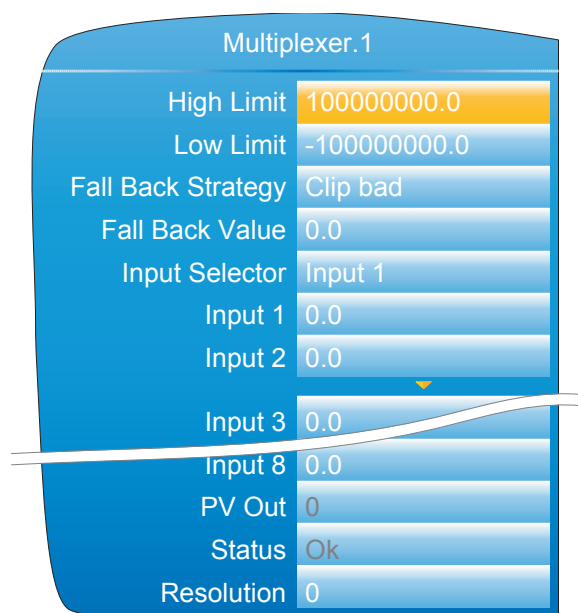 Multiplexer.1
High Limit 100000000.0
Low Limit -100000000.0
Fall Back Strategy Clip bad
Fall Back Value 0.0
Input Selector Input 1
Input 1 0.0
Input 2 0.0
Input 3 0.0
Input 8 0.0
PV Out 0
Status Ok
Resolution 0